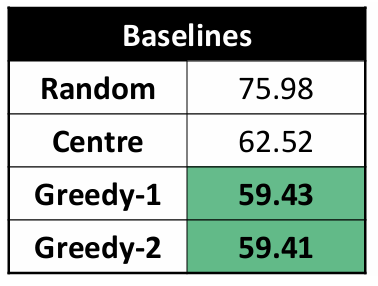 Baselines
Random 75.98
Centre 62.52
Greedy-1 59.43
Greedy-2 59.41